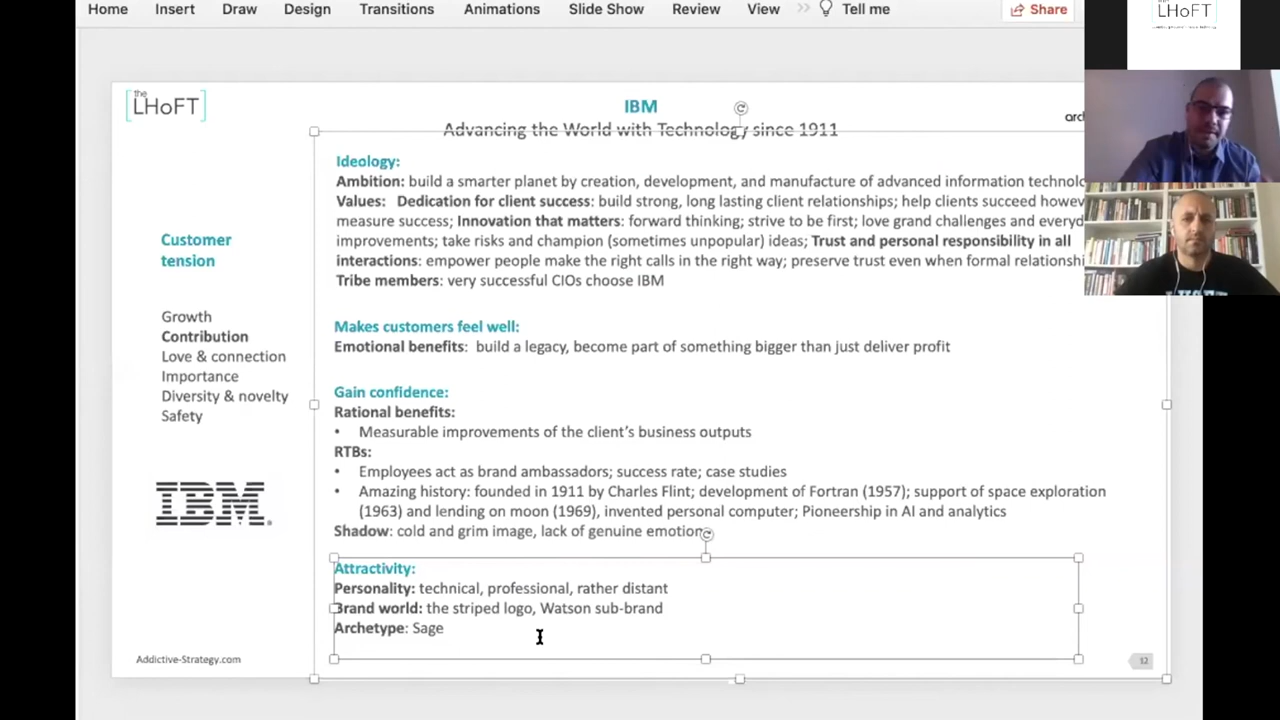 Home Insert Draw Design Transitions Animations Slide Show Review View Tell me Share
LHoFT
the LHoFT
IBM
Advancing the World with Technology since 1911
Customer
tension
Growth
Contribution
Love & connection
Importance
Diversity & novelty
Safety
IBM
Ideology:
Ambition: build a smarter planet by creation, development, and manufacture of advanced information
Values: Dedication for client success: build strong, long lasting client relationships; help clients succeed
measure success; Innovation that matters: forward thinking; strive to be first; love grand challenges and
improvements; take risks and champion (sometimes unpopular) ideas; Trust and personal responsibility in all
interactions: empower people make the right calls in the right way; preserve trust even when formal
Tribe members: very successful CIOs choose IBM
Makes customers feel well:
Emotional benefits: build a legacy, become part of something bigger than just deliver profit
Gain confidence:
Rational benefits:
• Measurable improvements of the client's business outputs
RTBs:
• Employees act as brand ambassadors; success rate; case studies
• Amazing history: founded in 1911 by Charles Flint; development of Fortran (1957); support of space exploration
(1963) and lending on moon (1969), invented personal computer; Pioneership in AI and analytics
Shadow: cold and grim image, lack of genuine emotion
Attractivity:
Personality: technical, professional, rather distant
Brand world: the striped logo, Watson sub-brand
Archetype: Sage
Addictive-Strategy.com
12